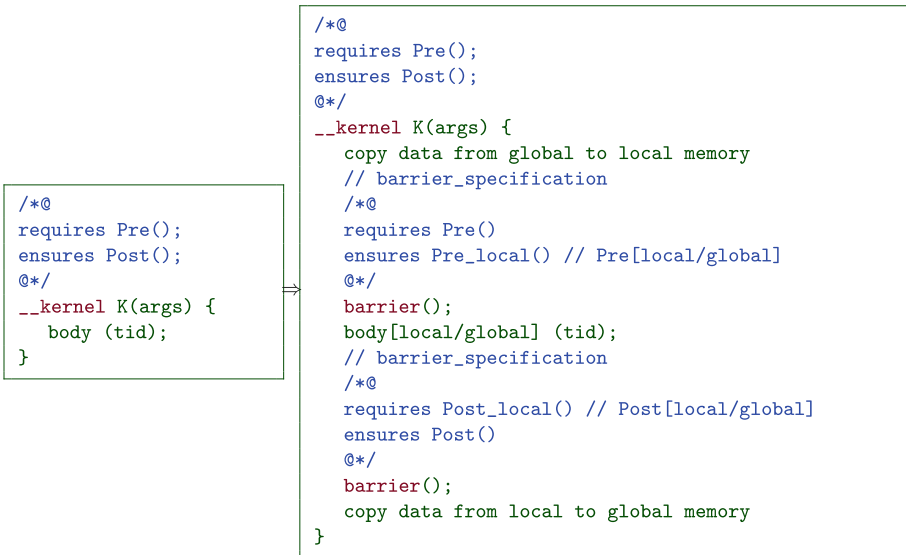 /*@
requires Pre();
ensures Post();
@*/
__kernel K(args) {
body (tid);
}
⇒
/*@
requires Pre();
ensures Post();
@*/
__kernel K(args) {
copy data from global to local memory
// barrier_specification
/*@
requires Pre()
ensures Pre_local() // Pre[local/global]
@*/
barrier();
body[local/global] (tid);
// barrier_specification
/*@
requires Post_local() // Post[local/global]
ensures Post()
@*/
barrier();
copy data from local to global memory
}